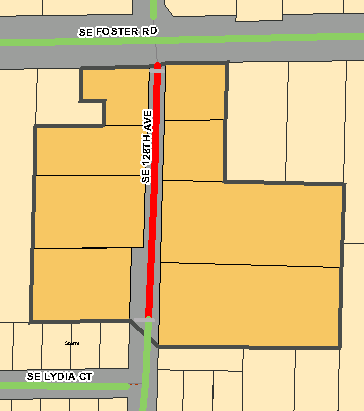 SE FOSTER RD
SE 128TH AVE
SE LYDIA CT